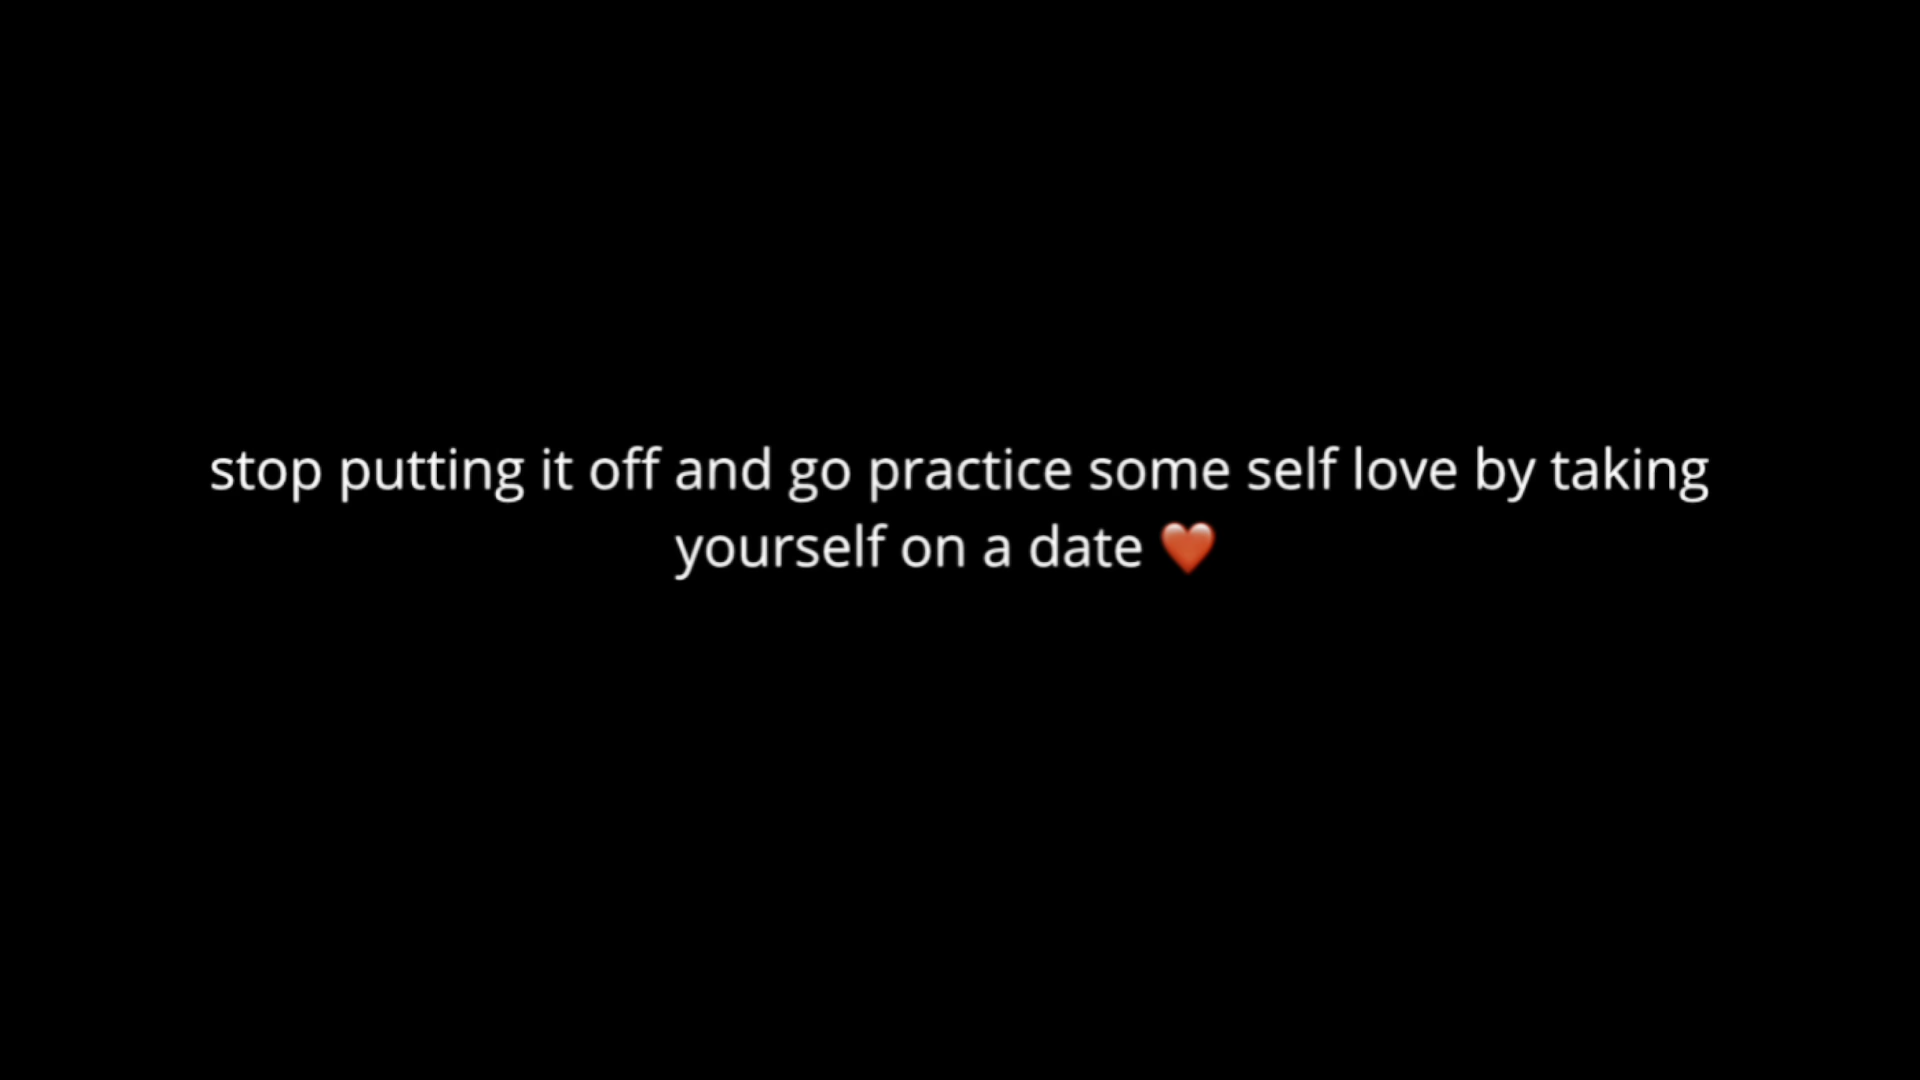 stop putting it off and go practice some self love by taking
yourself on a date ❤️